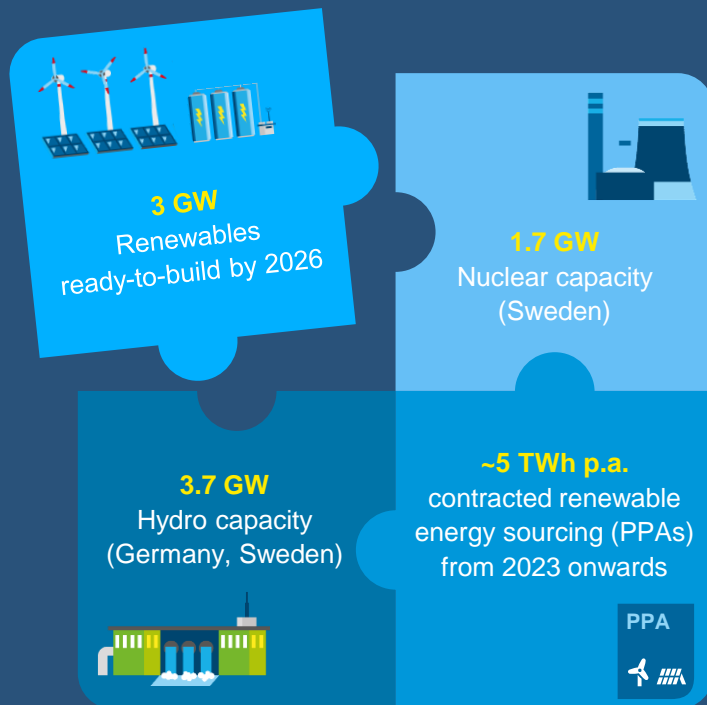 3 GW
Renewables
ready-to-build by 2026
1.7 GW
Nuclear capacity
(Sweden)
3.7 GW
Hydro capacity
(Germany, Sweden)
~5 TWh p.a.
contracted renewable
energy sourcing (PPAs)
from 2023 onwards
PPA